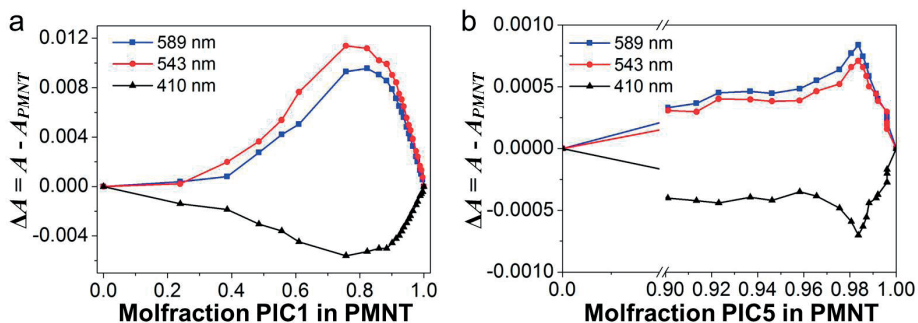 a
ΔA = A - A_PMNT
0.012
0.008
0.004
0.000
-0.004
589 nm
543 nm
410 nm
0.0 0.2 0.4 0.6 0.8 1.0
Molfraction PIC1 in PMNT
b
ΔA = A - A_PMNT
0.0010
0.0005
0.0000
-0.0005
-0.0010
589 nm
543 nm
410 nm
0.0 0.90 0.92 0.94 0.96 0.98 1.00
Molfraction PIC5 in PMNT